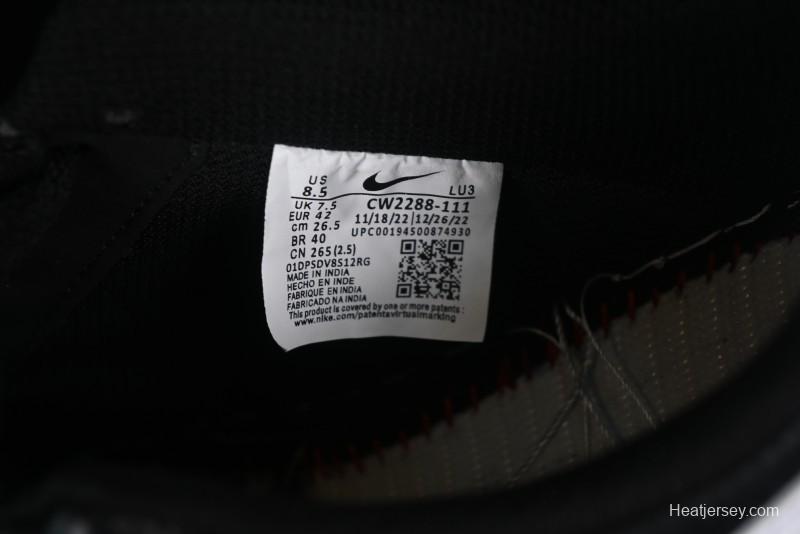 US
8.5
LU3
UK 7.5
EUR 42
cm 26.5
BR 40
CN 265 (2.5)
CW2288-111
11/18/22 | 12/26/22
UPC00194500874930
01DPSDV8S12RG
MADE IN INDIA
HECHO EN INDE
FABRIQUE EN INDIA
FABRICADO NA INDIA
This product is covered by one or more patents :
www.nike.com/patentsvirtualmarking
Heatjersey.com